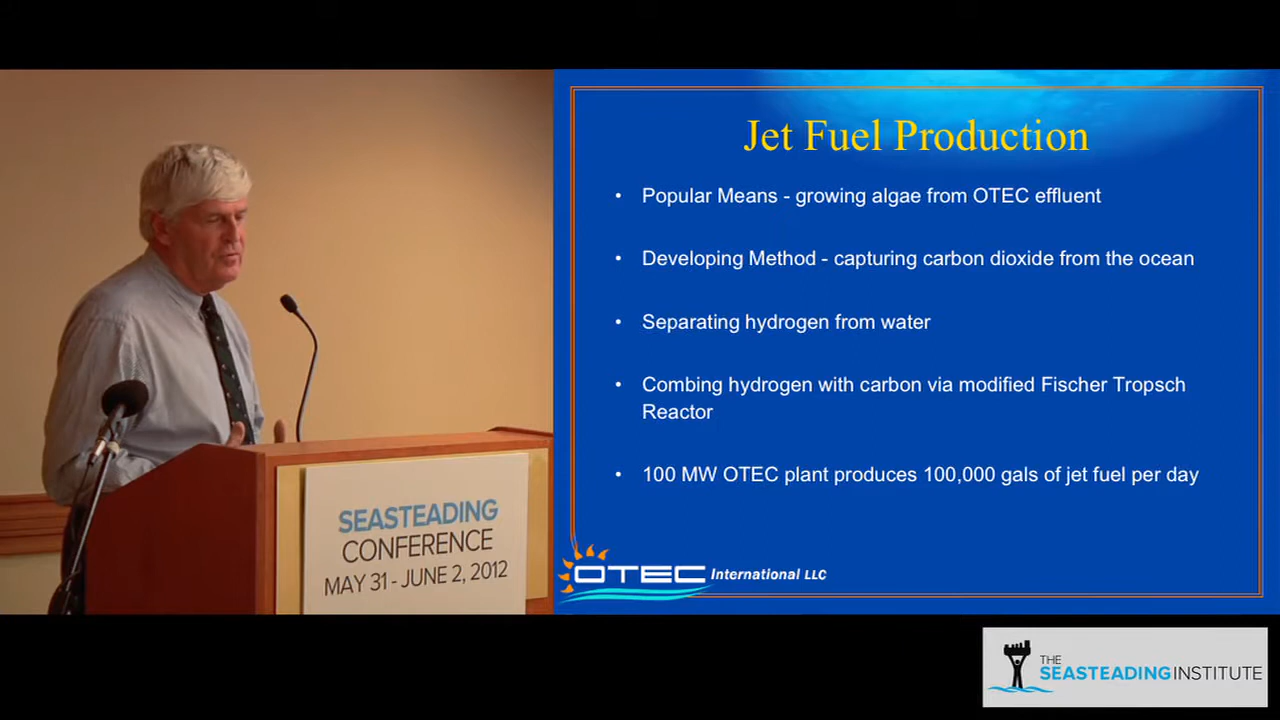 Jet Fuel Production
• Popular Means - growing algae from OTEC effluent
• Developing Method - capturing carbon dioxide from the ocean
• Separating hydrogen from water
• Combing hydrogen with carbon via modified Fischer Tropsch
Reactor
• 100 MW OTEC plant produces 100,000 gals of jet fuel per day
OTEC International LLC
SEASTEADING
CONFERENCE
MAY 31 - JUNE 2, 2012
THE
SEASTEADING INSTITUTE